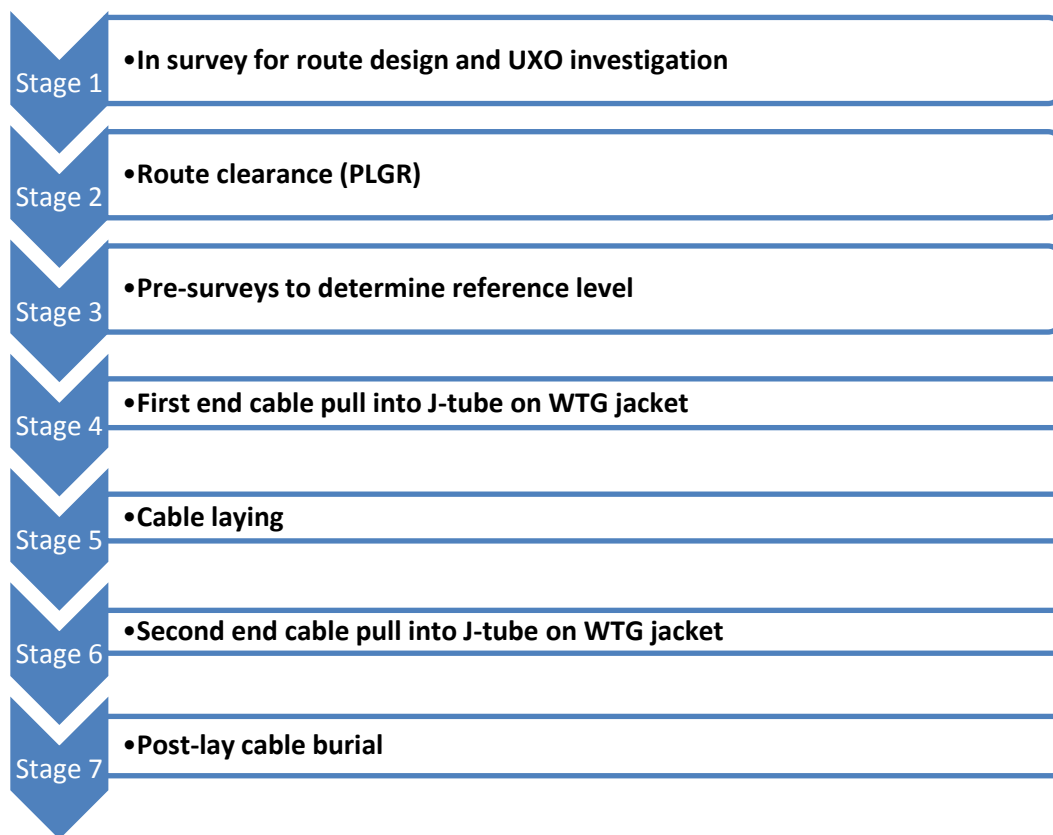 Stage 1
•In survey for route design and UXO investigation
Stage 2
•Route clearance (PLGR)
Stage 3
•Pre-surveys to determine reference level
Stage 4
•First end cable pull into J-tube on WTG jacket
Stage 5
•Cable laying
Stage 6
•Second end cable pull into J-tube on WTG jacket
Stage 7
•Post-lay cable burial